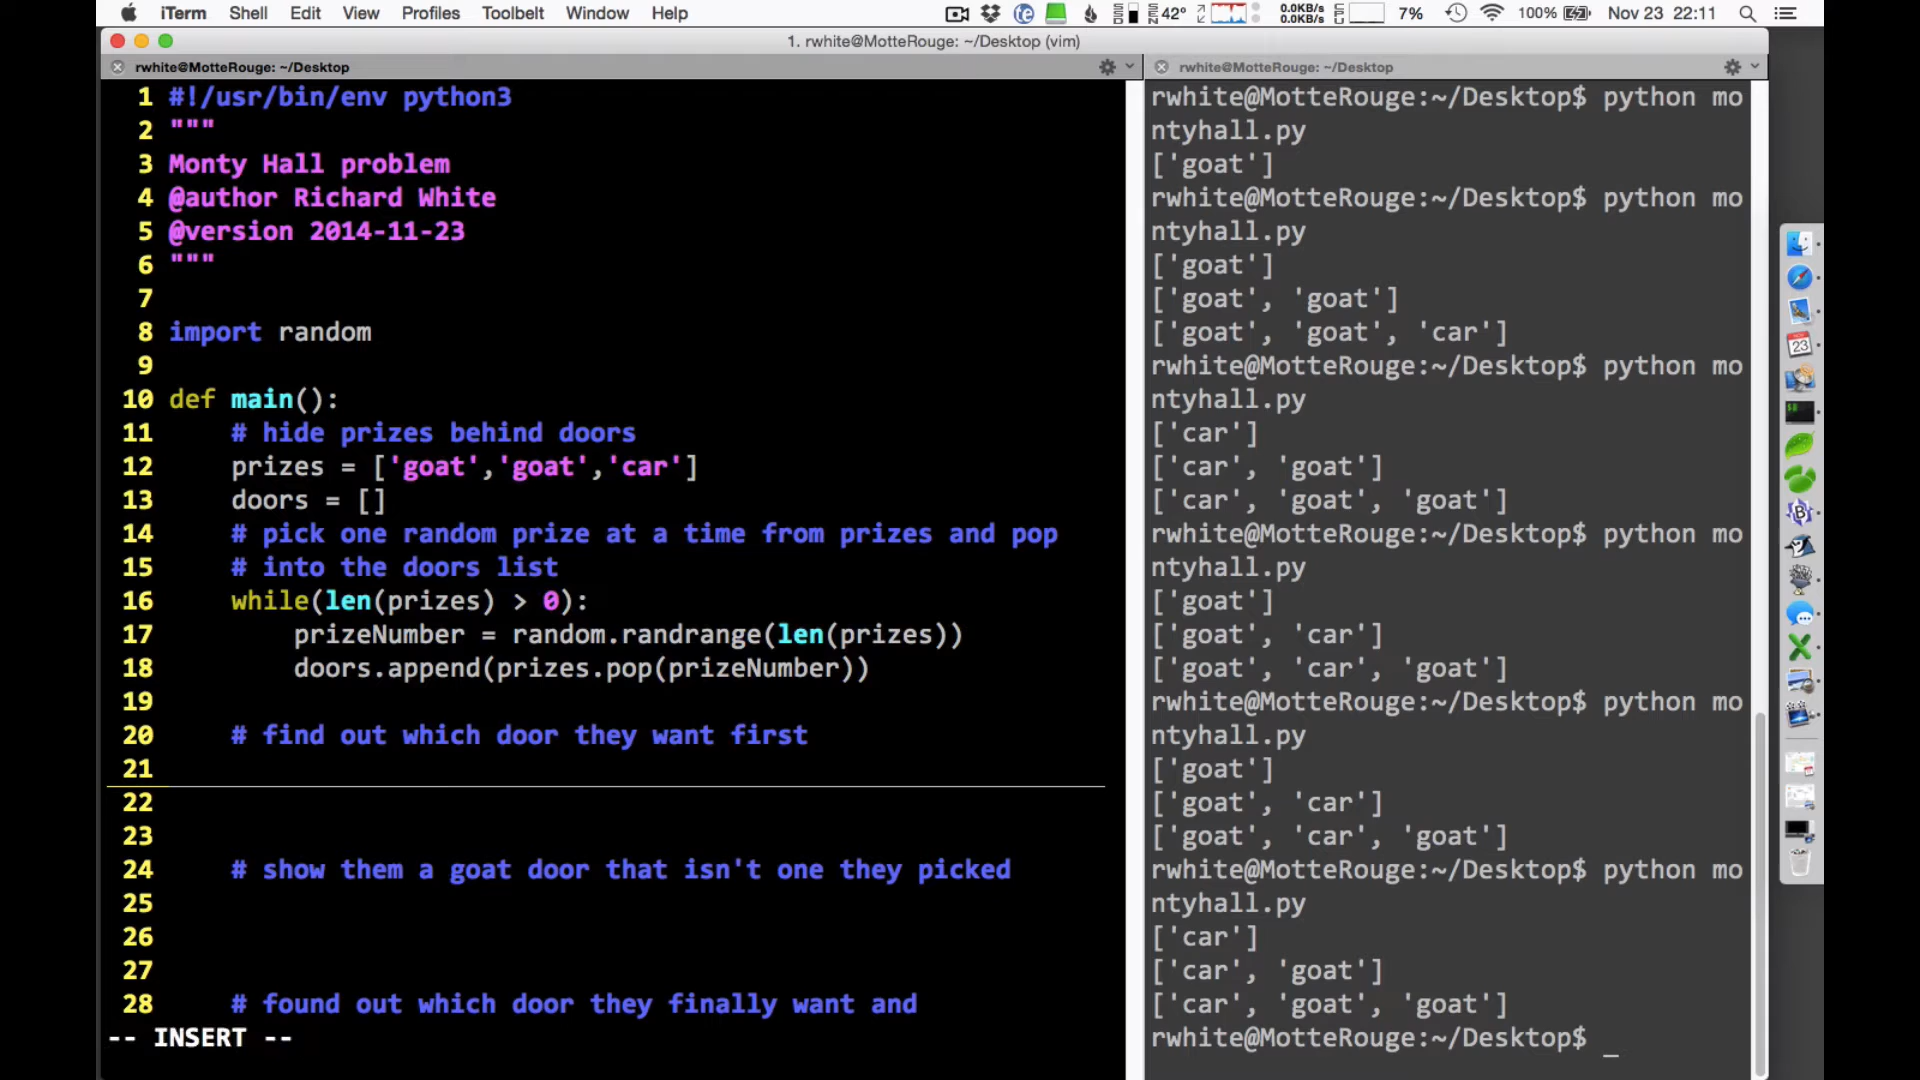 iTerm Shell Edit View Profiles Toolbelt Window Help 42° 0.0KB/s 0.0KB/s 7% 100% Nov 23 22:11
1. rwhite@MotteRouge: ~/Desktop (vim)
rwhite@MotteRouge: ~/Desktop
1 #!/usr/bin/env python3
2 """
3 Monty Hall problem
4 @author Richard White
5 @version 2014-11-23
6 """
7
8 import random
9
10 def main():
11     # hide prizes behind doors
12     prizes = ['goat','goat','car']
13     doors = []
14     # pick one random prize at a time from prizes and pop
15     # into the doors list
16     while(len(prizes) > 0):
17         prizeNumber = random.randrange(len(prizes))
18         doors.append(prizes.pop(prizeNumber))
19
20     # find out which door they want first
21
22
23
24     # show them a goat door that isn't one they picked
25
26
27
28     # found out which door they finally want and
-- INSERT --
rwhite@MotteRouge: ~/Desktop
rwhite@MotteRouge:~/Desktop$ python mo
ntyhall.py
['goat']
rwhite@MotteRouge:~/Desktop$ python mo
ntyhall.py
['goat']
['goat', 'goat']
['goat', 'goat', 'car']
rwhite@MotteRouge:~/Desktop$ python mo
ntyhall.py
['car']
['car', 'goat']
['car', 'goat', 'goat']
rwhite@MotteRouge:~/Desktop$ python mo
ntyhall.py
['goat']
['goat', 'car']
['goat', 'car', 'goat']
rwhite@MotteRouge:~/Desktop$ python mo
ntyhall.py
['goat']
['goat', 'car']
['goat', 'car', 'goat']
rwhite@MotteRouge:~/Desktop$ python mo
ntyhall.py
['car']
['car', 'goat']
['car', 'goat', 'goat']
rwhite@MotteRouge:~/Desktop$ _
23